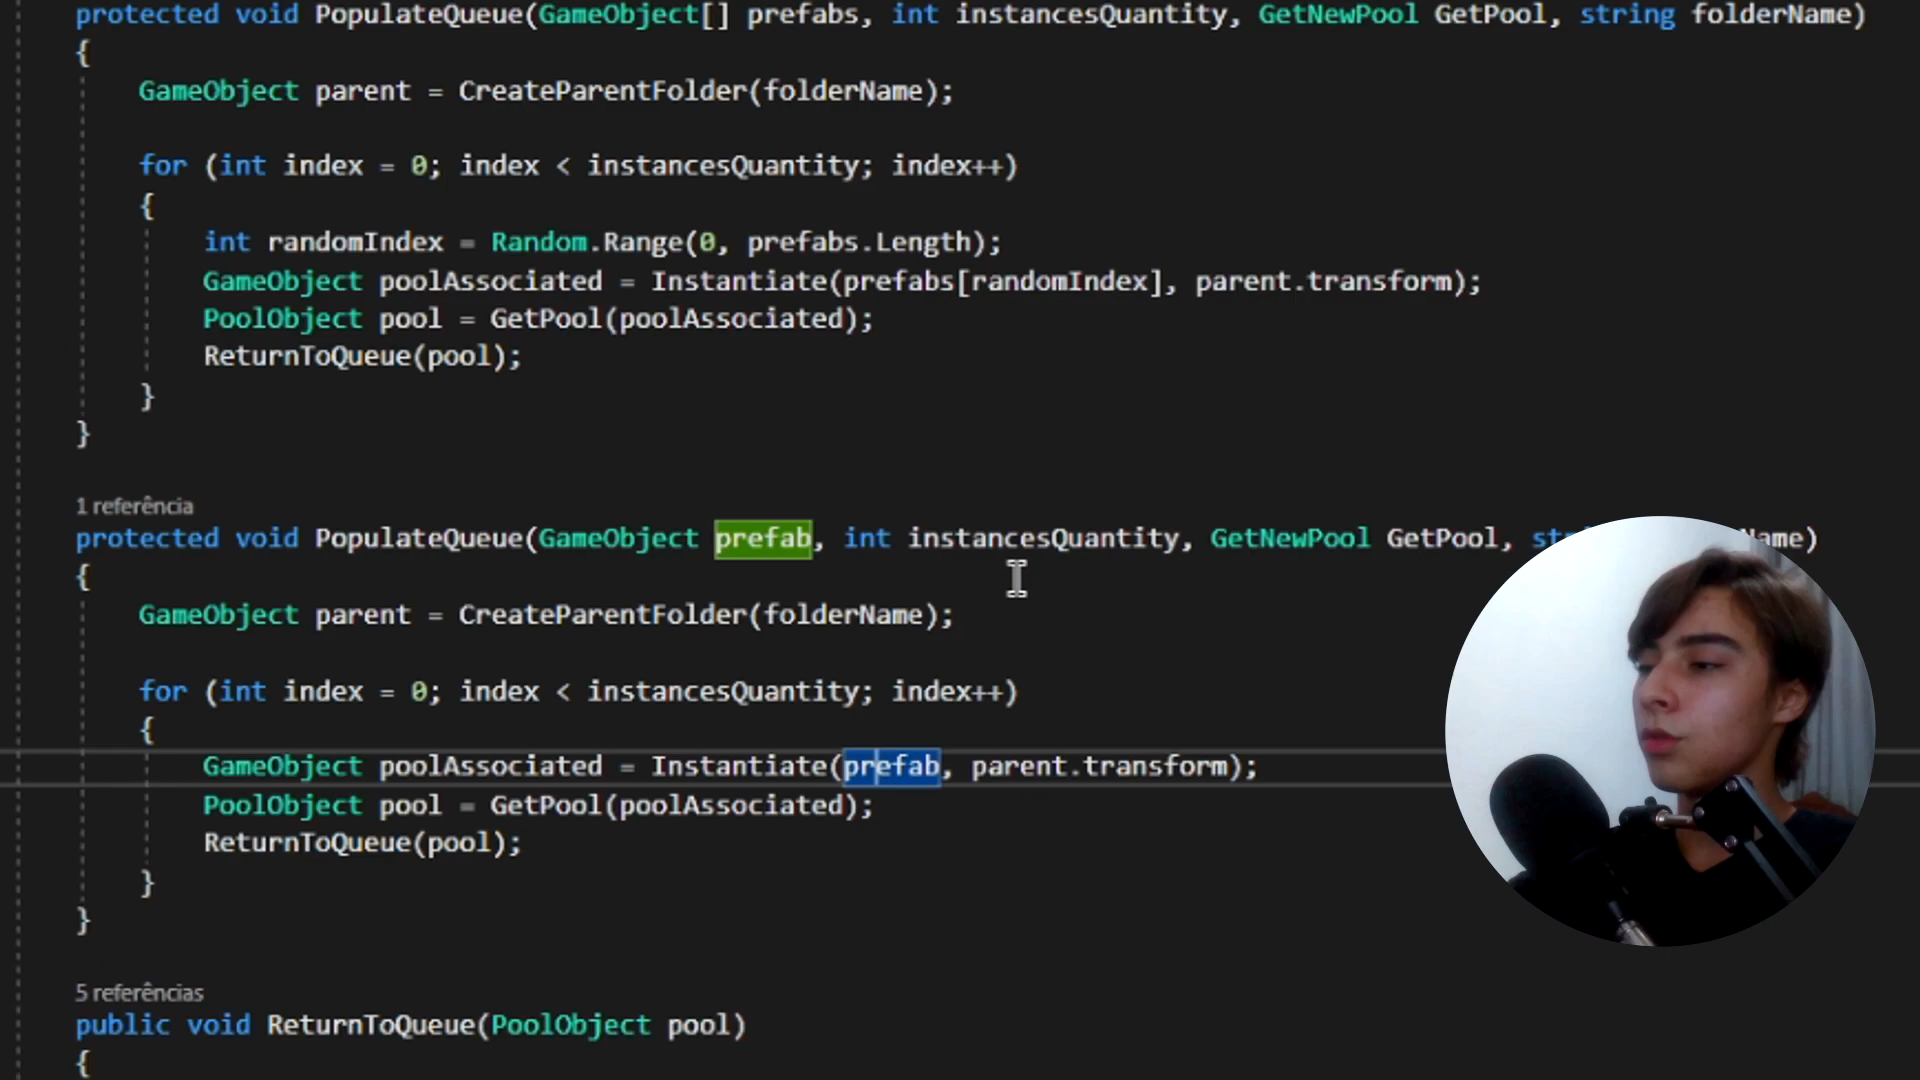 protected void PopulateQueue(GameObject[] prefabs, int instancesQuantity, GetNewPool GetPool, string folderName)
{
GameObject parent = CreateParentFolder(folderName);
for (int index = 0; index < instancesQuantity; index++)
{
int randomIndex = Random.Range(0, prefabs.Length);
GameObject poolAssociated = Instantiate(prefabs[randomIndex], parent.transform);
PoolObject pool = GetPool(poolAssociated);
ReturnToQueue(pool);
}
}
1 referência
protected void PopulateQueue(GameObject prefab, int instancesQuantity, GetNewPool GetPool,
{
GameObject parent = CreateParentFolder(folderName);
for (int index = 0; index < instancesQuantity; index++)
{
GameObject poolAssociated = Instantiate(prefab, parent.transform);
PoolObject pool = GetPool(poolAssociated);
ReturnToQueue(pool);
}
}
5 referências
public void ReturnToQueue(PoolObject pool)
{